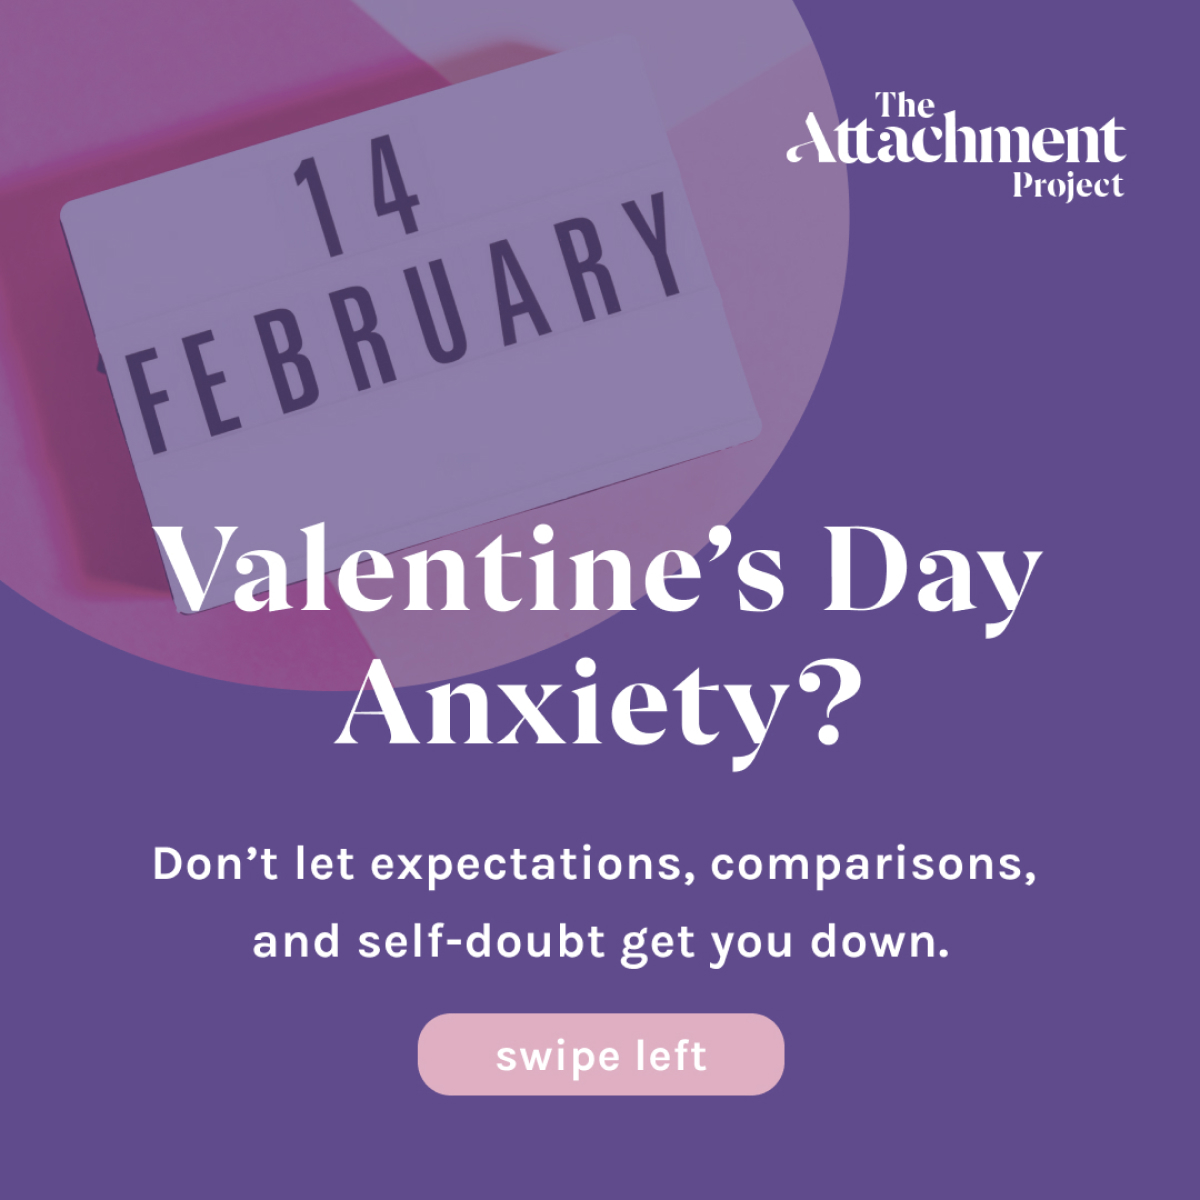 The
Attachment
Project
14
FEBRUARY
Valentine’s Day
Anxiety?
Don’t let expectations, comparisons,
and self-doubt get you down.
swipe left